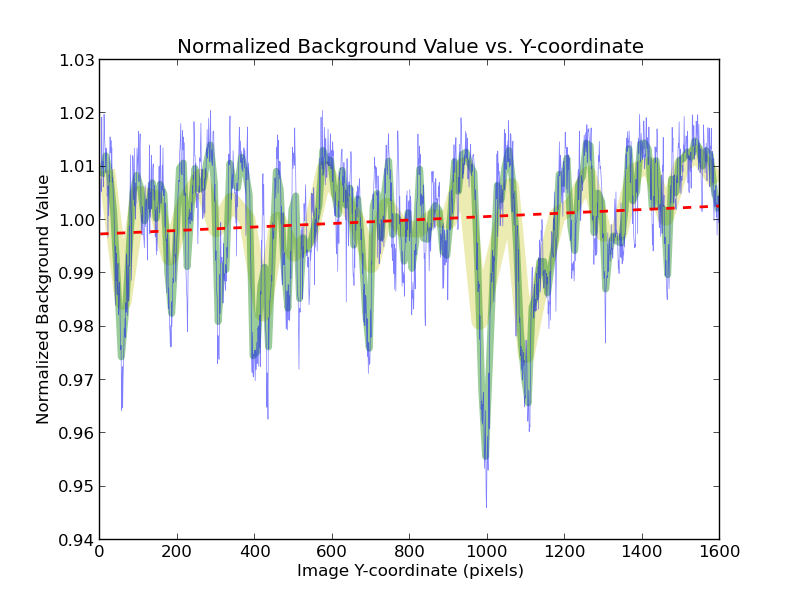 Normalized Background Value vs. Y-coordinate
1.03
1.02
1.01
1.00
0.99
0.98
0.97
0.96
0.95
0.94
Normalized Background Value
0 200 400 600 800 1000 1200 1400 1600
Image Y-coordinate (pixels)